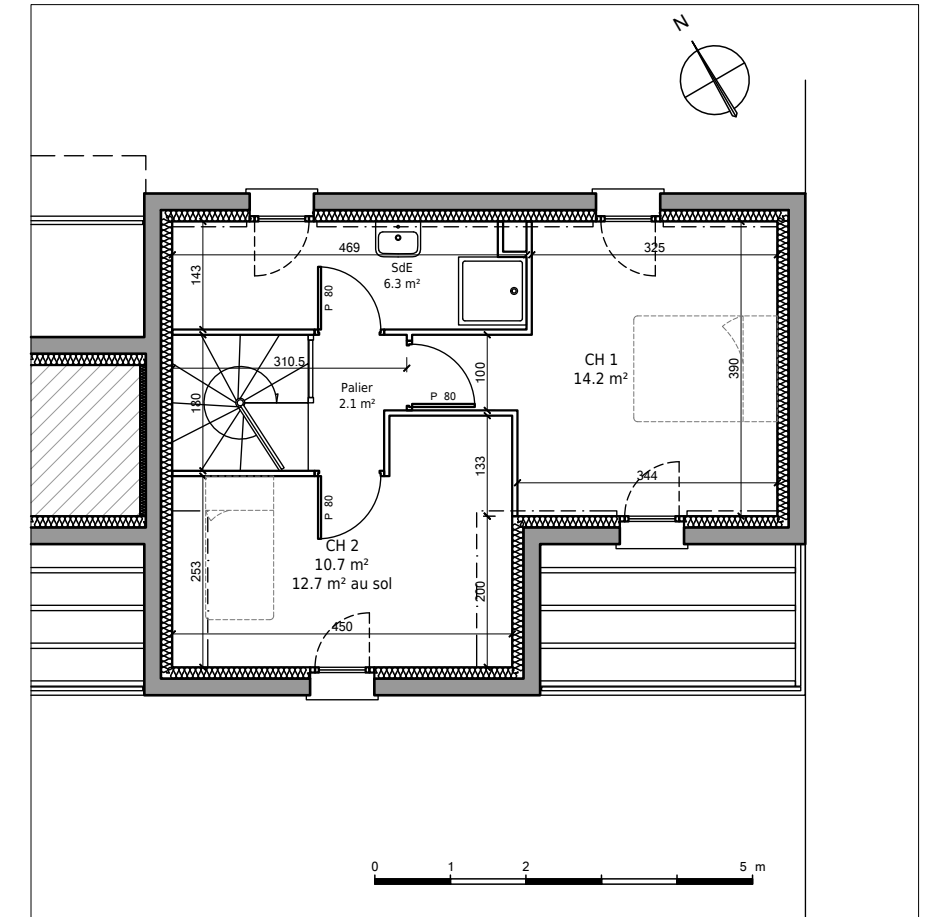 N
469
325
SdE
6.3 m²
143
P 80
310.5
100
CH 1
14.2 m²
390
Palier
2.1 m²
P 80
180
133
344
P 80
CH 2
10.7 m²
12.7 m² au sol
253
200
450
0 1 2 5 m